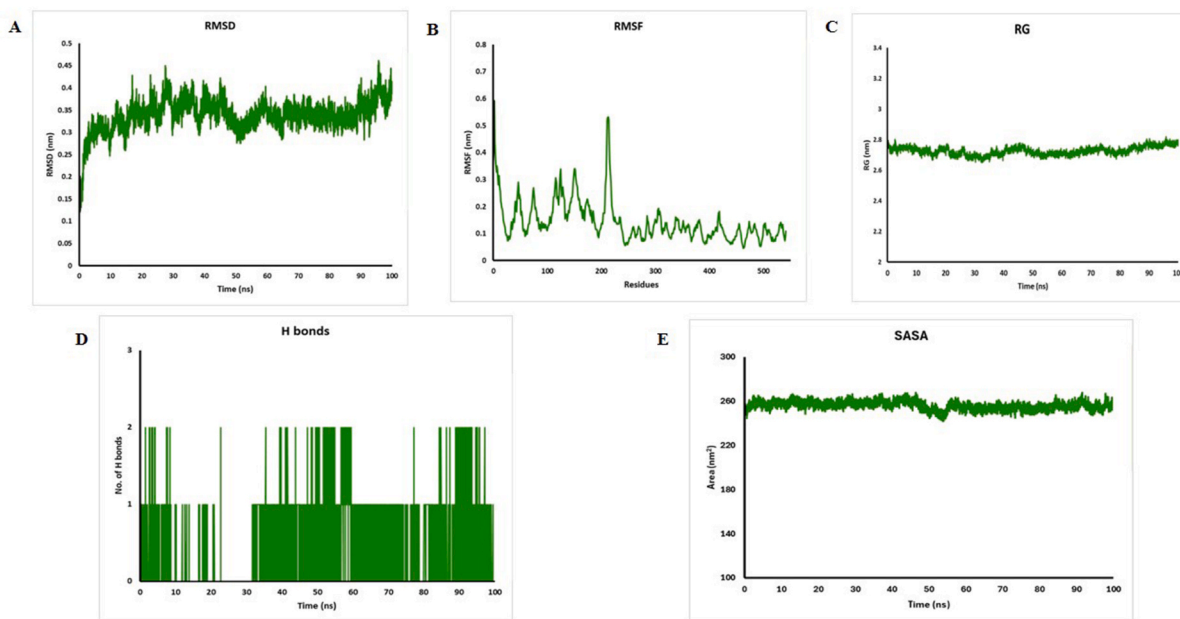 A
RMSD
0.5
0.45
0.4
0.35
0.3
0.25
0.2
0.15
0.1
0.05
0
RMSD (nm)
0 10 20 30 40 50 60 70 80 90 100
Time (ns)
B
RMSF
0.8
0.7
0.6
0.5
0.4
0.3
0.2
0.1
0
RMSF (nm)
0 100 200 300 400 500
Residues
C
RG
3.4
3.2
3
2.8
2.6
2.4
2.2
2
RG (nm)
0 10 20 30 40 50 60 70 80 90 100
Time (ns)
D
H bonds
3
2
1
0
No. of H bonds
0 10 20 30 40 50 60 70 80 90 100
Time (ns)
E
SASA
300
260
220
180
140
100
Area (nm²)
0 10 20 30 40 50 60 70 80 90 100
Time (ns)